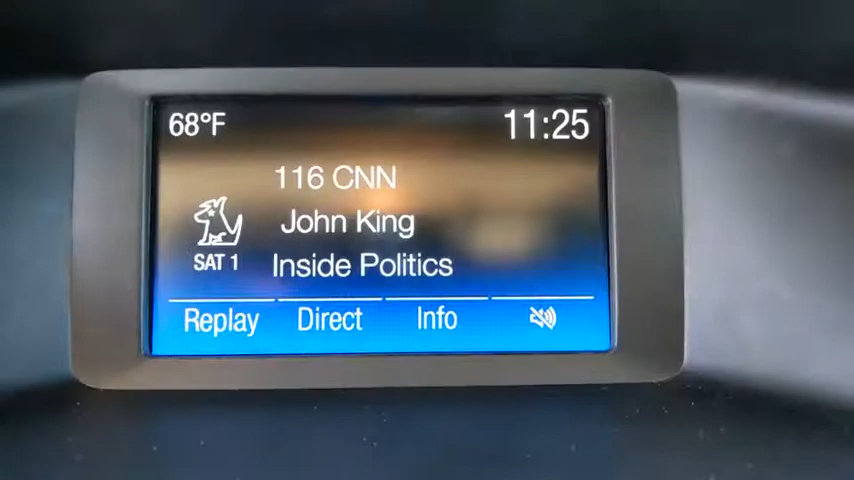 68°F 11:25
116 CNN
John King
SAT 1 Inside Politics
Replay Direct Info